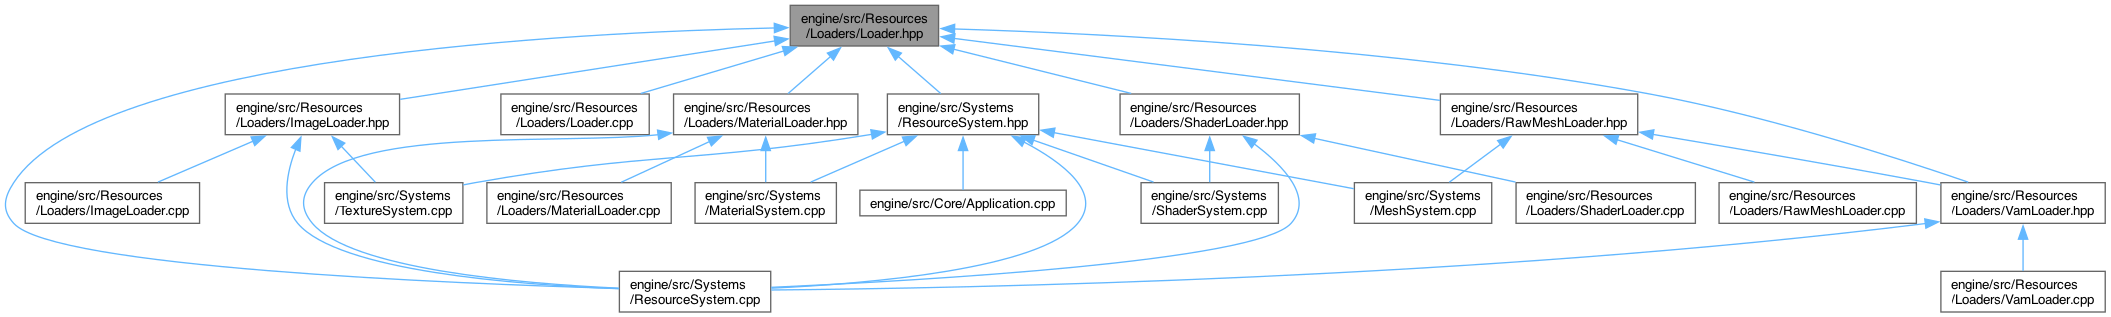 engine/src/Resources
/Loaders/Loader.hpp
engine/src/Resources
/Loaders/ImageLoader.hpp
engine/src/Resources
/Loaders/Loader.cpp
engine/src/Resources
/Loaders/MaterialLoader.hpp
engine/src/Systems
/ResourceSystem.hpp
engine/src/Resources
/Loaders/ShaderLoader.hpp
engine/src/Resources
/Loaders/RawMeshLoader.hpp
engine/src/Resources
/Loaders/ImageLoader.cpp
engine/src/Systems
/TextureSystem.cpp
engine/src/Resources
/Loaders/MaterialLoader.cpp
engine/src/Systems
/MaterialSystem.cpp
engine/src/Core/Application.cpp
engine/src/Systems
/ShaderSystem.cpp
engine/src/Systems
/MeshSystem.cpp
engine/src/Resources
/Loaders/ShaderLoader.cpp
engine/src/Resources
/Loaders/RawMeshLoader.cpp
engine/src/Resources
/Loaders/VamLoader.hpp
engine/src/Systems
/ResourceSystem.cpp
engine/src/Resources
/Loaders/VamLoader.cpp